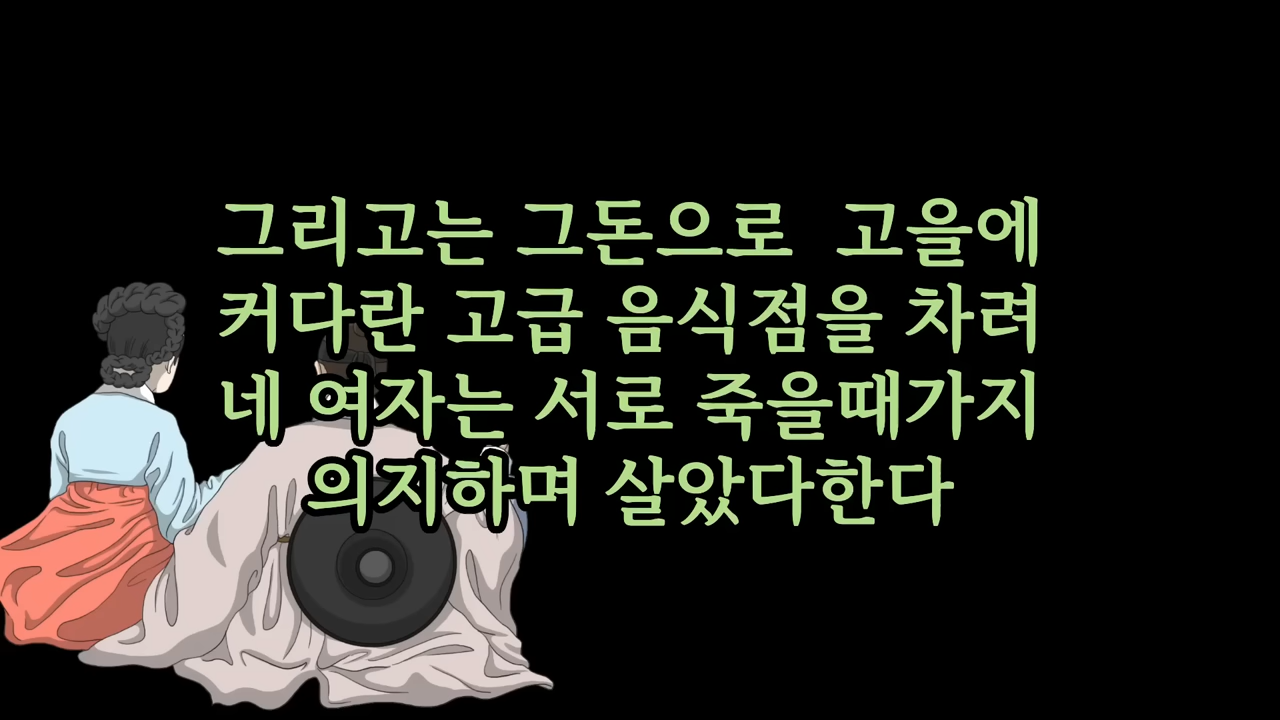 그리고는 그돈으로 고을에
커다란 고급 음식점을 차려
네 여자는 서로 죽을때가지
의지하며 살았다한다